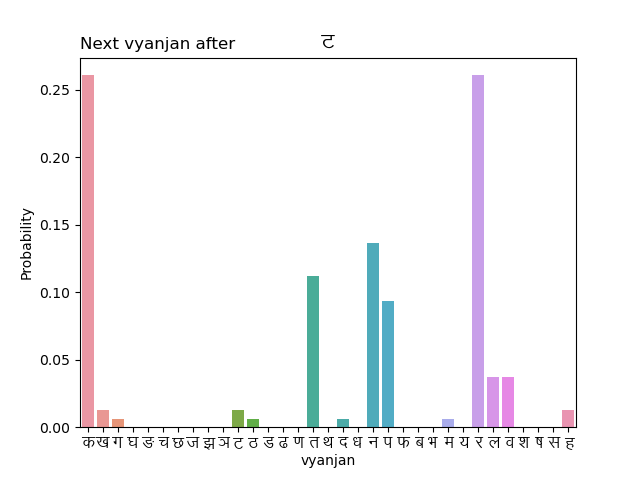 Next vyanjan after ट
Probability
0.25
0.20
0.15
0.10
0.05
0.00
क ख ग घ ङ च छ ज झ ञ ट ठ ड ढ ण त थ द ध न प फ ब भ म य र ल व श ष स ह
vyanjan